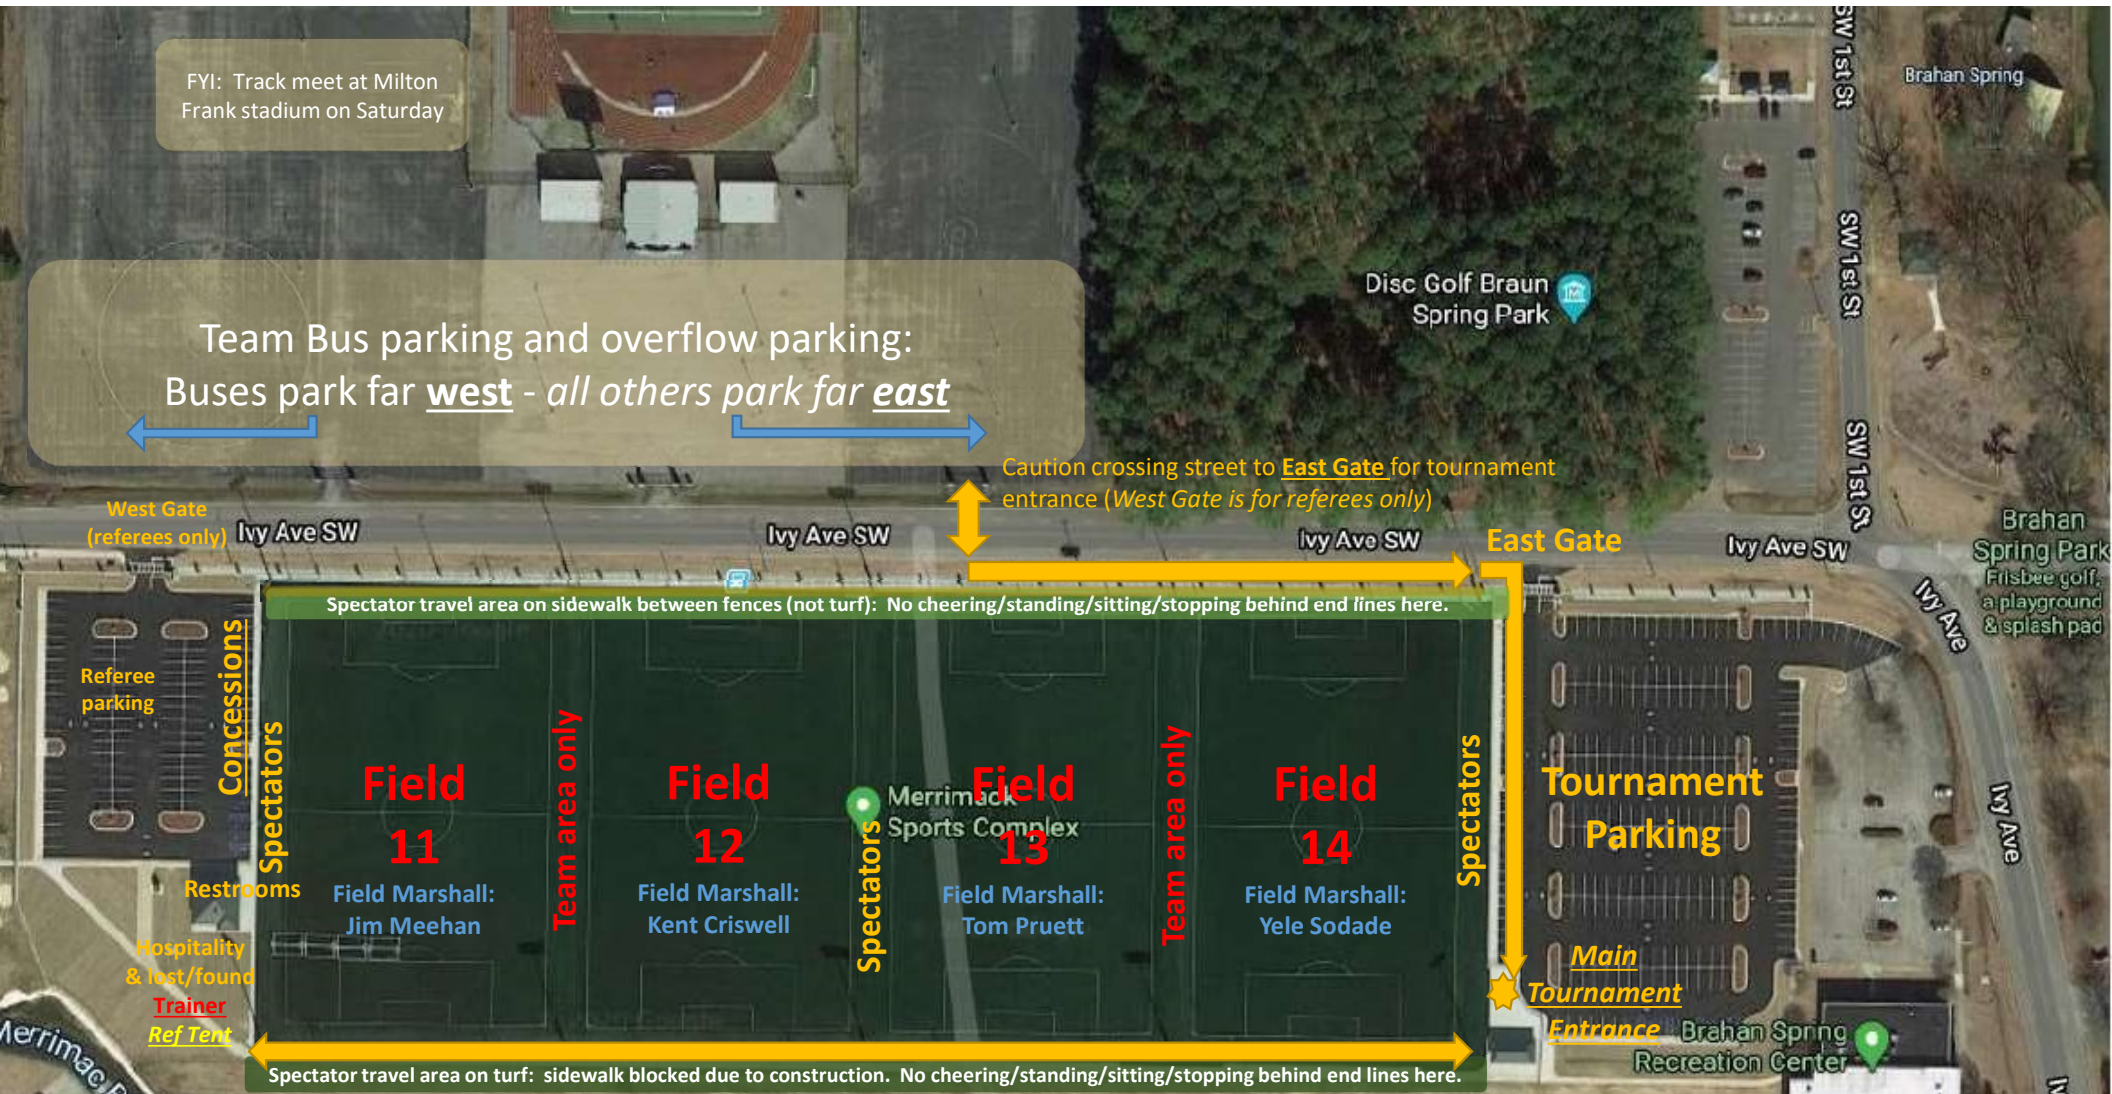 FYI:  Track meet at Milton
Frank stadium on Saturday
SW 1st St
Brahan Spring
SW 1st St
Disc Golf Braun
Spring Park
Team Bus parking and overflow parking:
Buses park far west - all others park far east
SW 1st St
Caution crossing street to East Gate for tournament
entrance (West Gate is for referees only)
West Gate
(referees only)
Ivy Ave SW
Ivy Ave SW
Ivy Ave SW
East Gate
Ivy Ave SW
Brahan
Spring Park
Frisbee golf,
a playground
& splash pad
Ivy Ave
Spectator travel area on sidewalk between fences (not turf):  No cheering/standing/sitting/stopping behind end lines here.
Referee
parking
Concessions
Spectators
Field
11
Field Marshall:
Jim Meehan
Team area only
Field
12
Field Marshall:
Kent Criswell
Spectators
Merrimack
Sports Complex
Field
13
Field Marshall:
Tom Pruett
Team area only
Field
14
Field Marshall:
Yele Sodade
Spectators
Tournament
Parking
Ivy Ave
Restrooms
Hospitality
& lost/found
Trainer
Ref Tent
Main
Tournament
Entrance
Brahan Spring
Recreation Center
Spectator travel area on turf:  sidewalk blocked due to construction.  No cheering/standing/sitting/stopping behind end lines here.